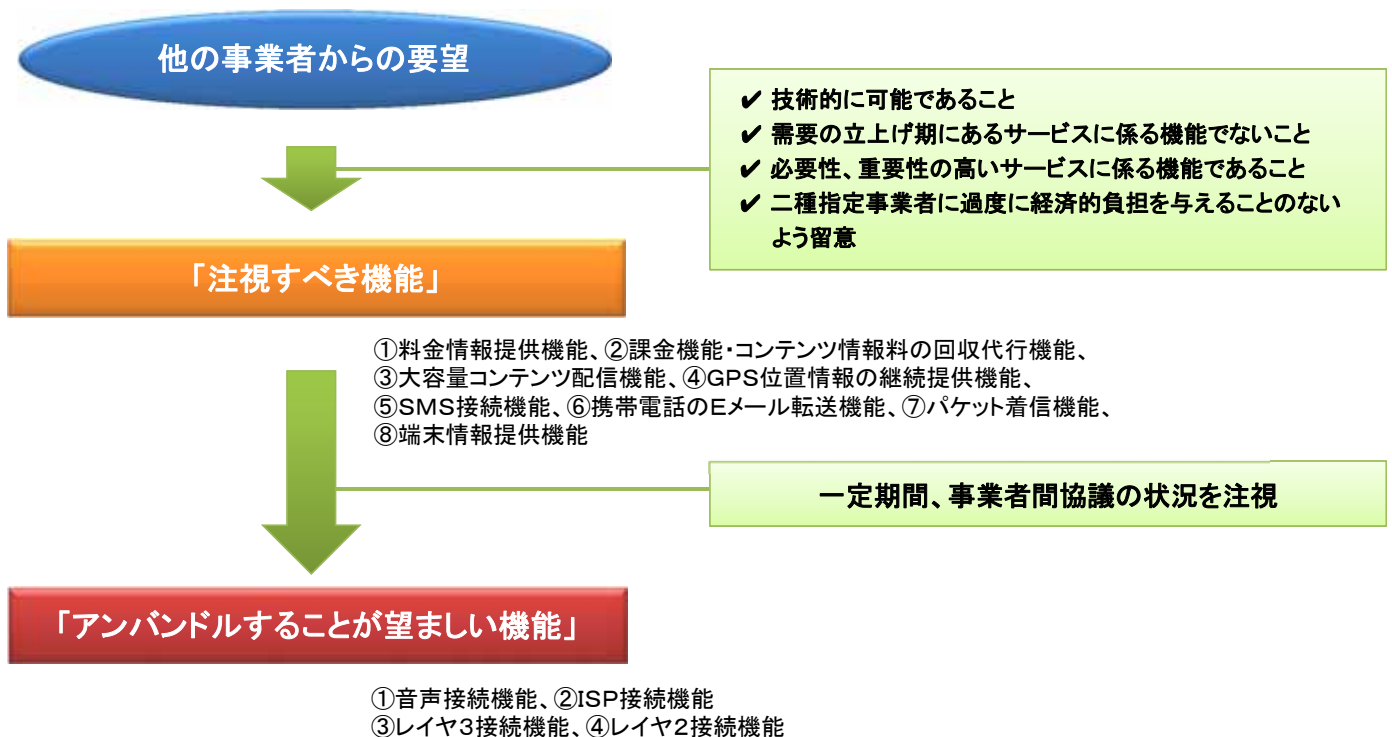 他の事業者からの要望
✔ 技術的に可能であること
✔ 需要の立上げ期にあるサービスに係る機能でないこと
✔ 必要性、重要性の高いサービスに係る機能であること
✔ 二種指定事業者に過度に経済的負担を与えることのない
よう留意
「注視すべき機能」
①料金情報提供機能、②課金機能・コンテンツ情報料の回収代行機能、
③大容量コンテンツ配信機能、④GPS位置情報の継続提供機能、
⑤SMS接続機能、⑥携帯電話のEメール転送機能、⑦パケット着信機能、
⑧端末情報提供機能
一定期間、事業者間協議の状況を注視
「アンバンドルすることが望ましい機能」
①音声接続機能、②ISP接続機能
③レイヤ3接続機能、④レイヤ2接続機能